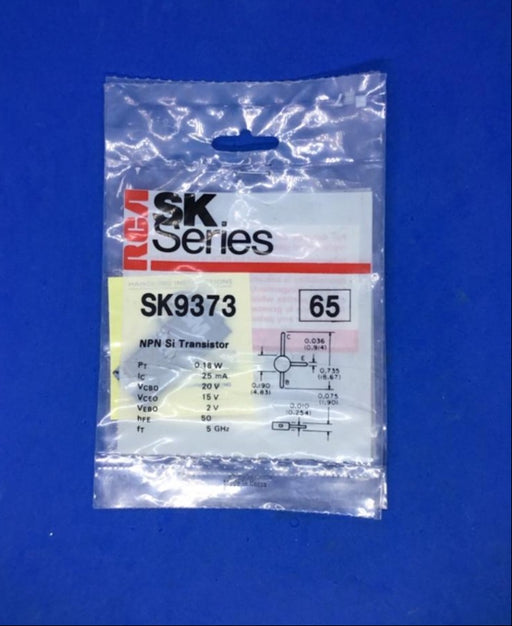 RCA
SK
Series
SK9373 65
NPN Si Transistor
PT 0.18 W
IC 25 mA
VCBO 20 V
VCEO 15 V
VEBO 2 V
hFE 50
fT 5 GHz
C
0.036
(0.914)
E
B
0.735
(18.67)
0.190
(4.83)
0.075
(1.90)
0.010
(0.254)